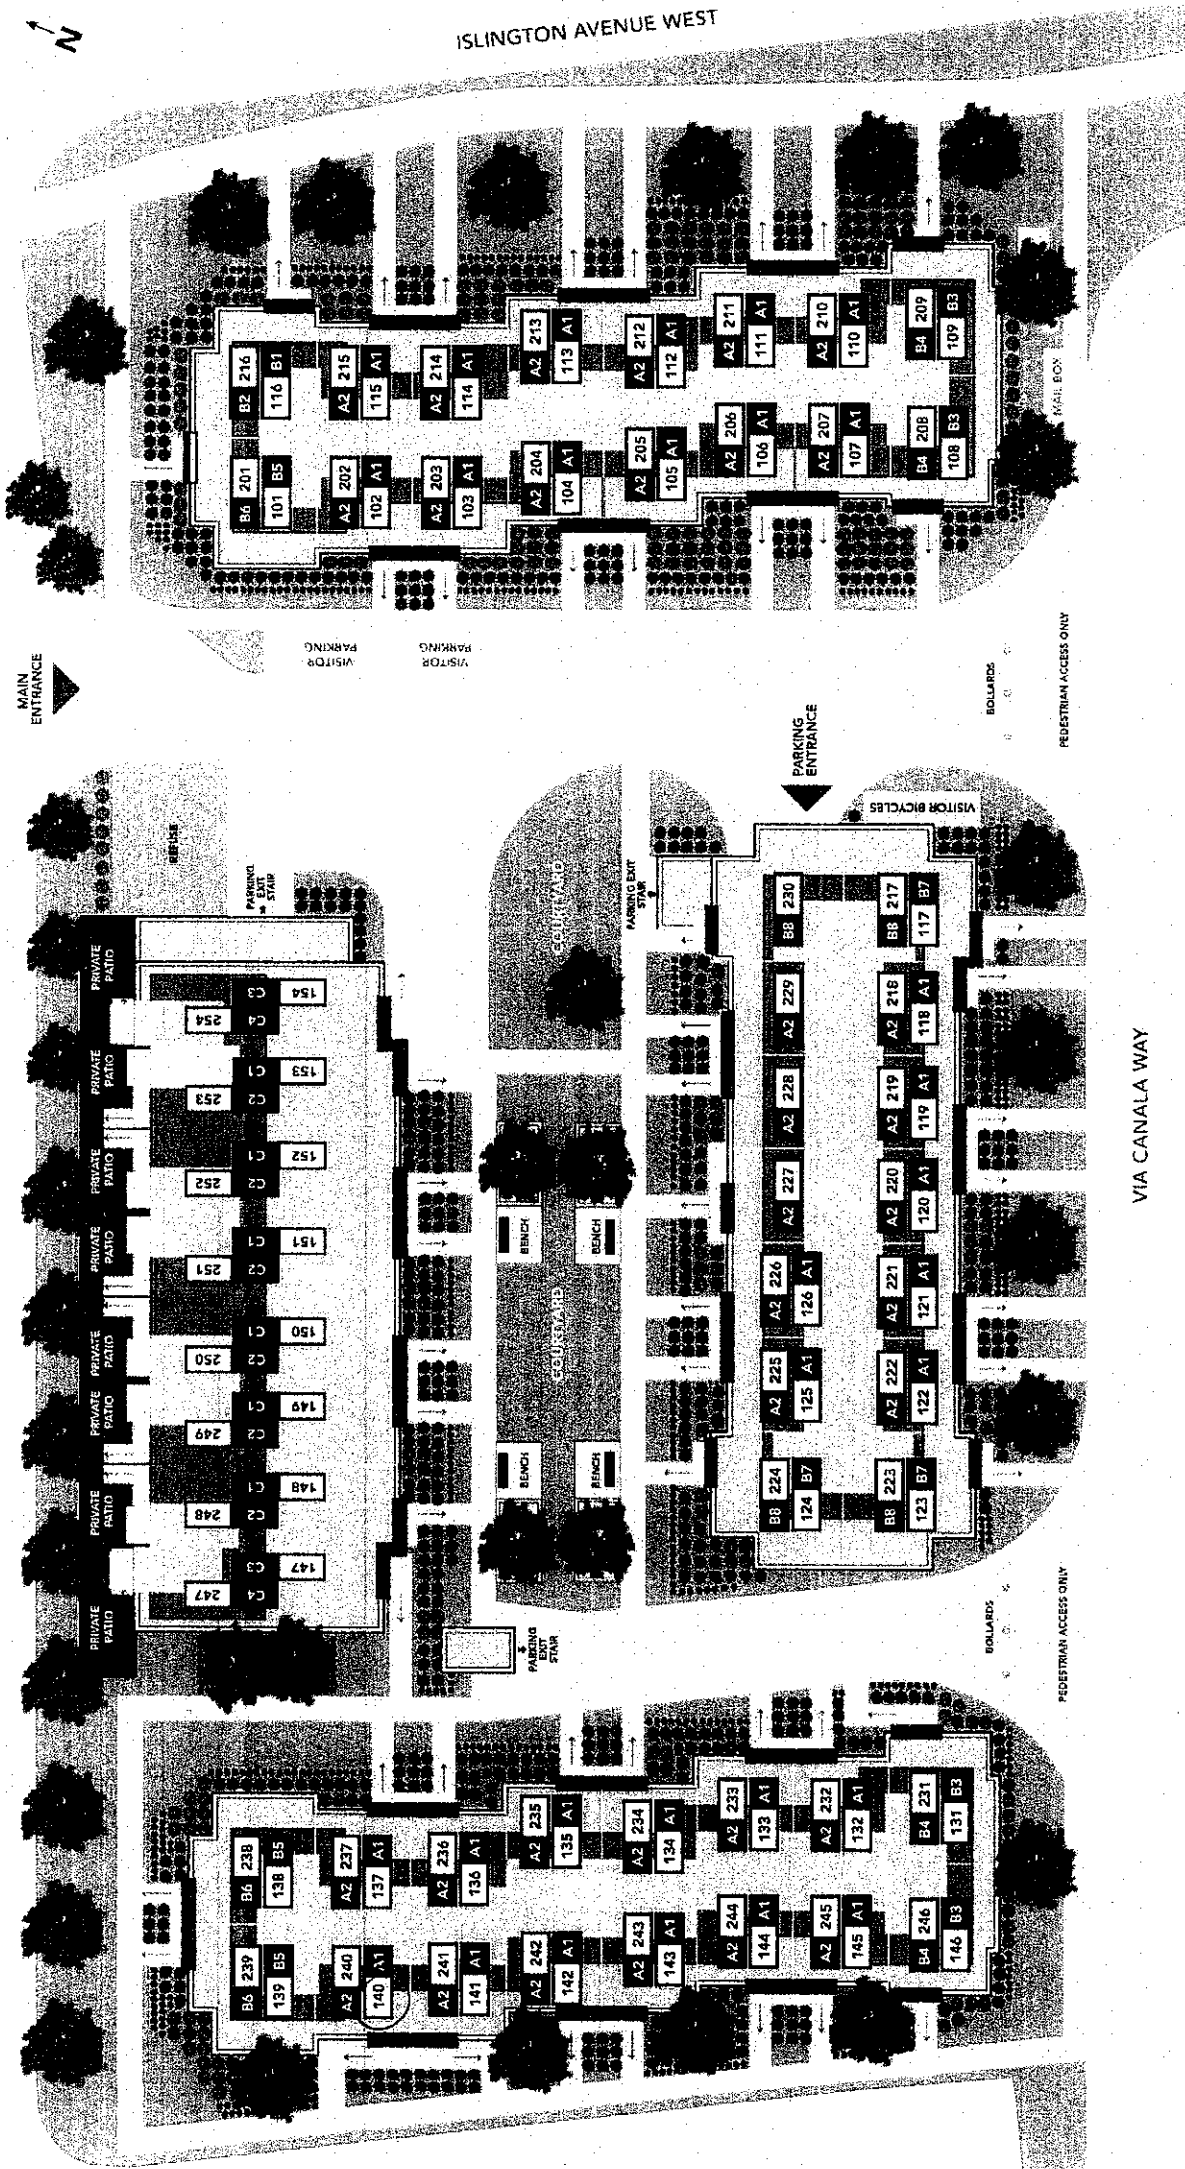 N
ISLINGTON AVENUE WEST
B2 216
116 B1
A2 215
115 A1
A2 214
114 A1
A2 213
113 A1
A2 212
112 A1
A2 211
111 A1
A2 210
110 A1
B4 209
109 B3
B6 201
101 B5
A2 202
102 A1
A2 203
103 A1
A2 204
104 A1
A2 205
105 A1
A2 206
106 A1
A2 207
107 A1
B4 208
108 B3
MAIL BOX
MAIN
ENTRANCE
VISITOR
PARKING
VISITOR
PARKING
BOLLARDS
PEDESTRIAN ACCESS ONLY
PARKING
ENTRANCE
VISITOR BICYCLES
REFUSE
PARKING
EXIT
STAIR
COURTYARD
PARKING EXIT
STAIR
PRIVATE
PATIO
PRIVATE
PATIO
PRIVATE
PATIO
PRIVATE
PATIO
PRIVATE
PATIO
PRIVATE
PATIO
PRIVATE
PATIO
PRIVATE
PATIO
C3 154
254 C4
C1 153
253 C2
C1 152
252 C2
C1 151
251 C2
C1 150
250 C2
C1 149
249 C2
C1 148
248 C2
C3 147
247 C4
BENCH
BENCH
COURTYARD
BENCH
BENCH
B8 230
A2 229
A2 228
A2 227
A2 226
126 A1
A2 225
125 A1
B8 224
124 B7
B8 217
117 B7
A2 218
118 A1
A2 219
119 A1
A2 220
120 A1
A2 221
121 A1
A2 222
122 A1
B8 223
123 B7
VIA CANALA WAY
PARKING
EXIT
STAIR
BOLLARDS
PEDESTRIAN ACCESS ONLY
B6 238
138 B5
A2 237
137 A1
A2 236
136 A1
A2 235
135 A1
A2 234
134 A1
A2 233
133 A1
A2 232
132 A1
B4 231
131 B3
B6 239
139 B5
A2 240
140 A1
A2 241
141 A1
A2 242
142 A1
A2 243
143 A1
A2 244
144 A1
A2 245
145 A1
B4 246
146 B3